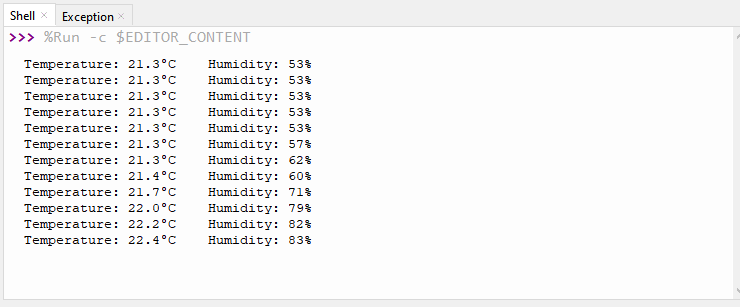 Shell × Exception ×
>>> %Run -c $EDITOR_CONTENT
Temperature: 21.3°C    Humidity: 53%
Temperature: 21.3°C    Humidity: 53%
Temperature: 21.3°C    Humidity: 53%
Temperature: 21.3°C    Humidity: 53%
Temperature: 21.3°C    Humidity: 53%
Temperature: 21.3°C    Humidity: 57%
Temperature: 21.3°C    Humidity: 62%
Temperature: 21.4°C    Humidity: 60%
Temperature: 21.7°C    Humidity: 71%
Temperature: 22.0°C    Humidity: 79%
Temperature: 22.2°C    Humidity: 82%
Temperature: 22.4°C    Humidity: 83%